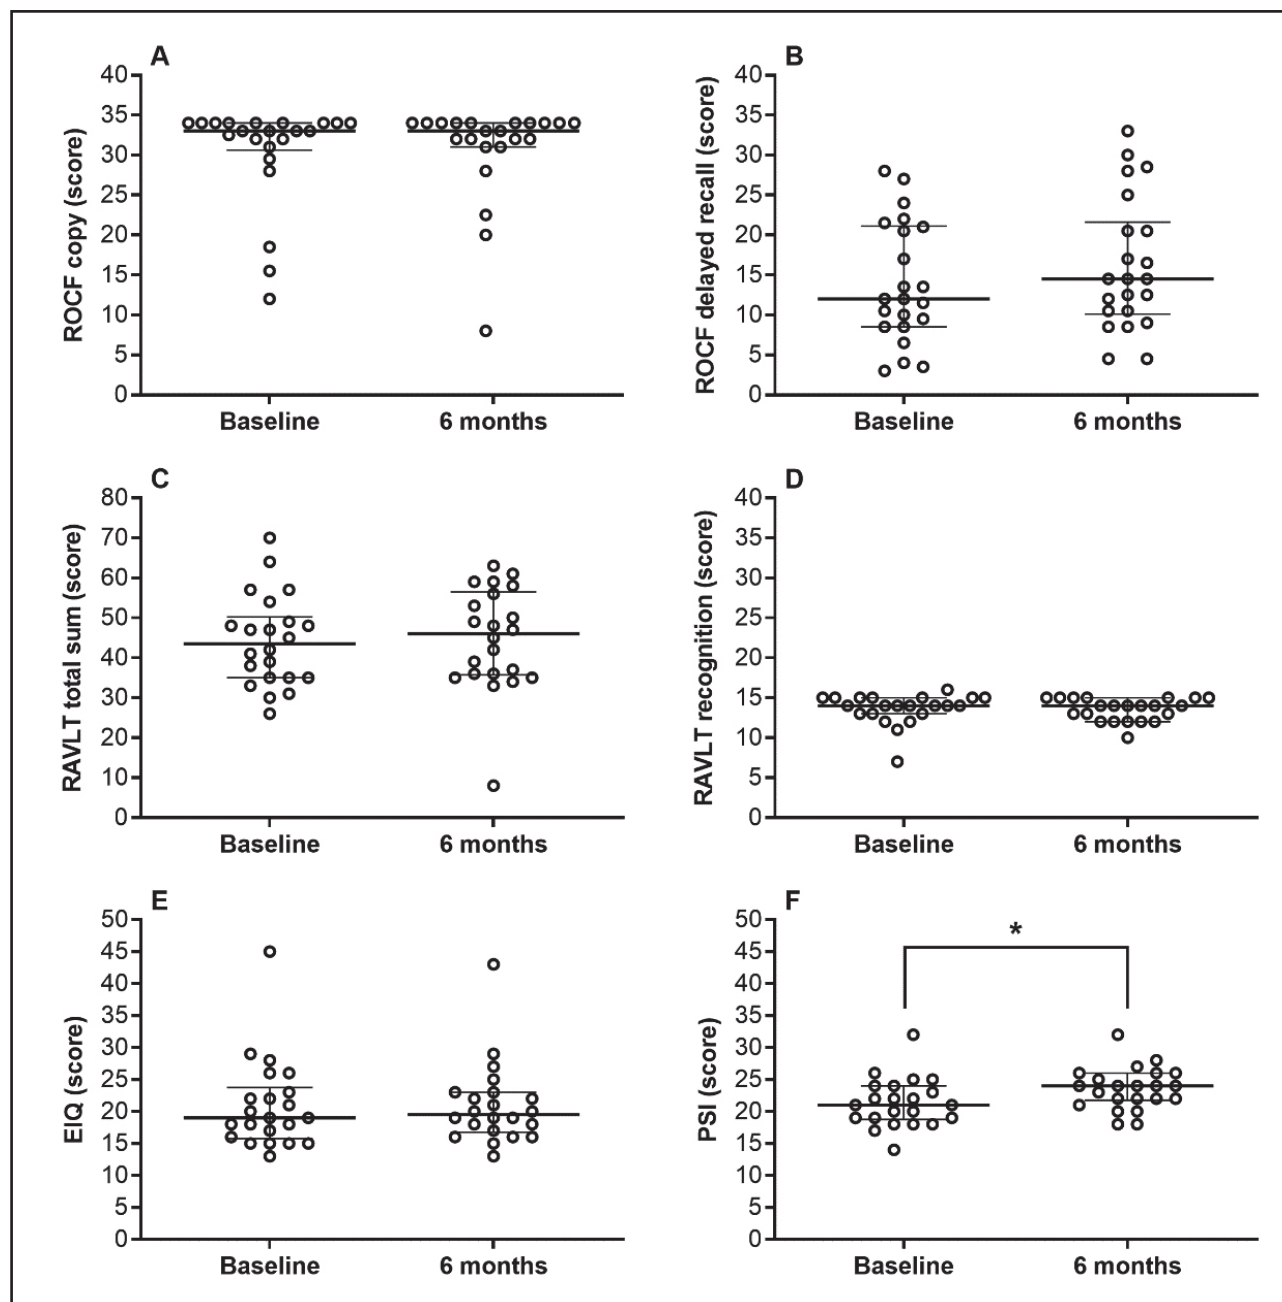 A
ROCF copy (score)
40
35
30
25
20
15
10
5
0
Baseline
6 months
B
ROCF delayed recall (score)
40
35
30
25
20
15
10
5
0
Baseline
6 months
C
RAVLT total sum (score)
80
70
60
50
40
30
20
10
0
Baseline
6 months
D
RAVLT recognition (score)
40
35
30
25
20
15
10
5
0
Baseline
6 months
E
EIQ (score)
50
45
40
35
30
25
20
15
10
5
0
Baseline
6 months
F
PSI (score)
50
45
40
35
30
25
20
15
10
5
0
*
Baseline
6 months